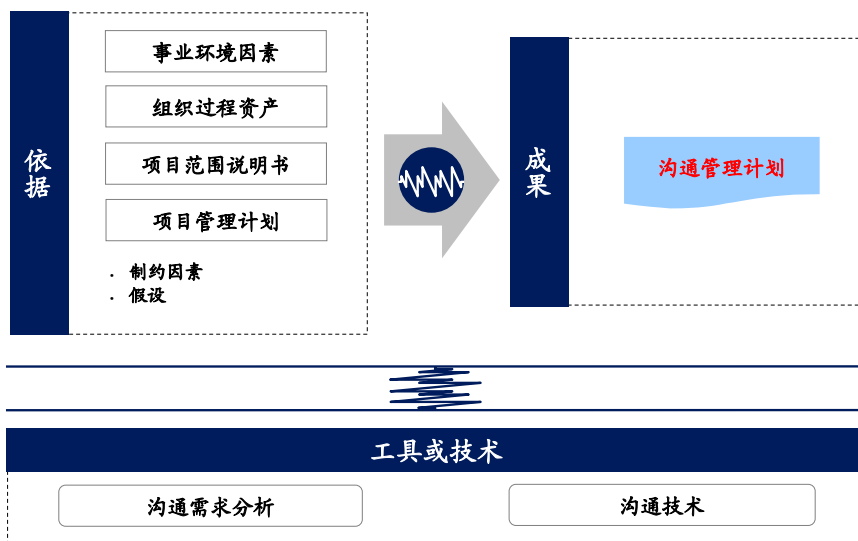 依据
事业环境因素
组织过程资产
项目范围说明书
项目管理计划
. 制约因素
. 假设
成果
沟通管理计划
工具或技术
沟通需求分析
沟通技术